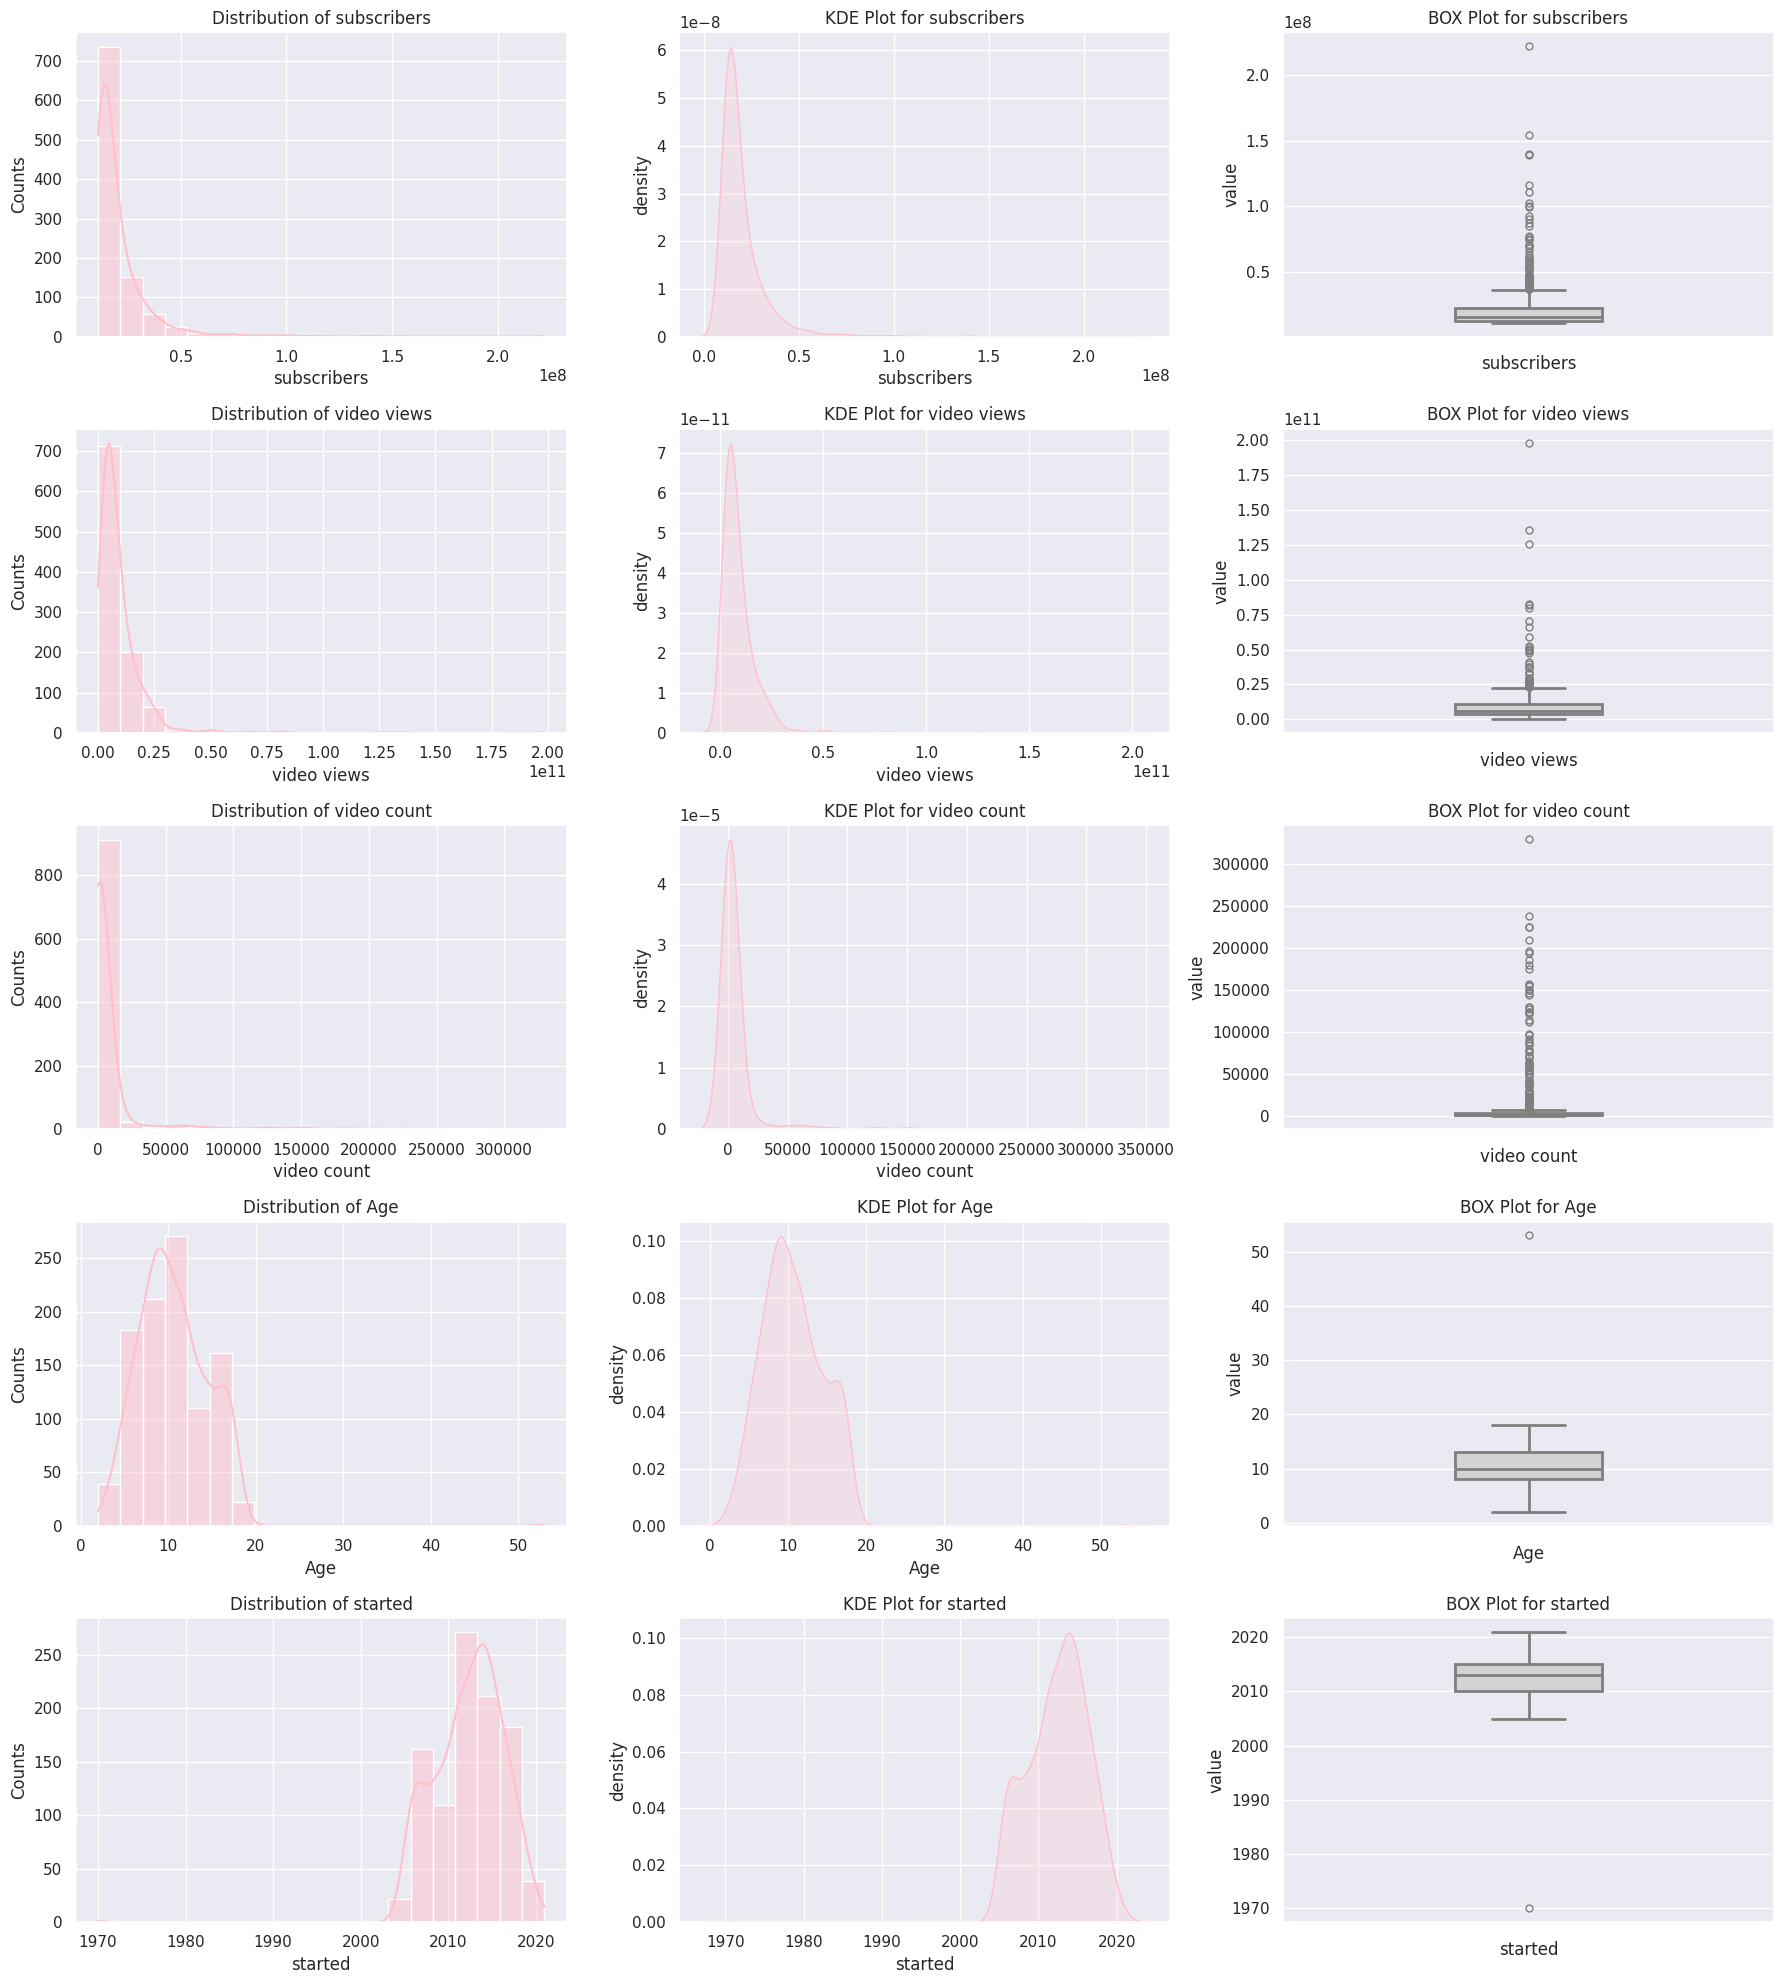 Distribution of subscribers
700
600
500
400
300
200
100
0
Counts
0.5 1.0 1.5 2.0
1e8
subscribers
KDE Plot for subscribers
1e−8
6
5
4
3
2
1
0
density
0.0 0.5 1.0 1.5 2.0
1e8
subscribers
BOX Plot for subscribers
1e8
2.0
1.5
1.0
0.5
value
subscribers
Distribution of video views
700
600
500
400
300
200
100
0
Counts
0.00 0.25 0.50 0.75 1.00 1.25 1.50 1.75 2.00
1e11
video views
KDE Plot for video views
1e−11
7
6
5
4
3
2
1
0
density
0.0 0.5 1.0 1.5 2.0
1e11
video views
BOX Plot for video views
1e11
2.00
1.75
1.50
1.25
1.00
0.75
0.50
0.25
0.00
value
video views
Distribution of video count
800
600
400
200
0
Counts
0 50000 100000 150000 200000 250000 300000
video count
KDE Plot for video count
1e−5
4
3
2
1
0
density
0 50000 100000 150000 200000 250000 300000 350000
video count
BOX Plot for video count
300000
250000
200000
150000
100000
50000
0
value
video count
Distribution of Age
250
200
150
100
50
0
Counts
0 10 20 30 40 50
Age
KDE Plot for Age
0.10
0.08
0.06
0.04
0.02
0.00
density
0 10 20 30 40 50
Age
BOX Plot for Age
50
40
30
20
10
0
value
Age
Distribution of started
250
200
150
100
50
0
Counts
1970 1980 1990 2000 2010 2020
started
KDE Plot for started
0.10
0.08
0.06
0.04
0.02
0.00
density
1970 1980 1990 2000 2010 2020
started
BOX Plot for started
2020
2010
2000
1990
1980
1970
value
started